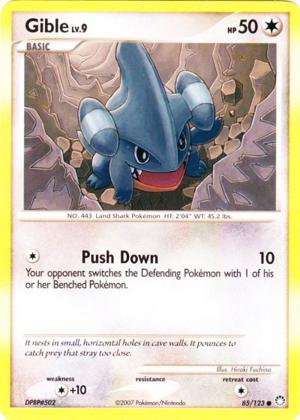 Gible LV.9 HP 50
BASIC
NO. 443 Land Shark Pokémon HT: 2'04" WT: 45.2 lbs.
Push Down 10
Your opponent switches the Defending Pokémon with 1 of his
or her Benched Pokémon.
It nests in small, horizontal holes in cave walls. It pounces to
catch prey that stray too close.
Illus. Hiroki Fuchino
weakness resistance retreat cost
+10
DPBP#502 ©2007 Pokémon/Nintendo 85/123